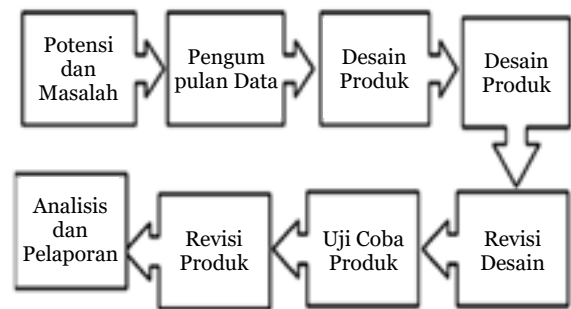 Potensi
dan
Masalah
Pengum
pulan Data
Desain
Produk
Desain
Produk
Revisi
Desain
Uji Coba
Produk
Revisi
Produk
Analisis
dan
Pelaporan